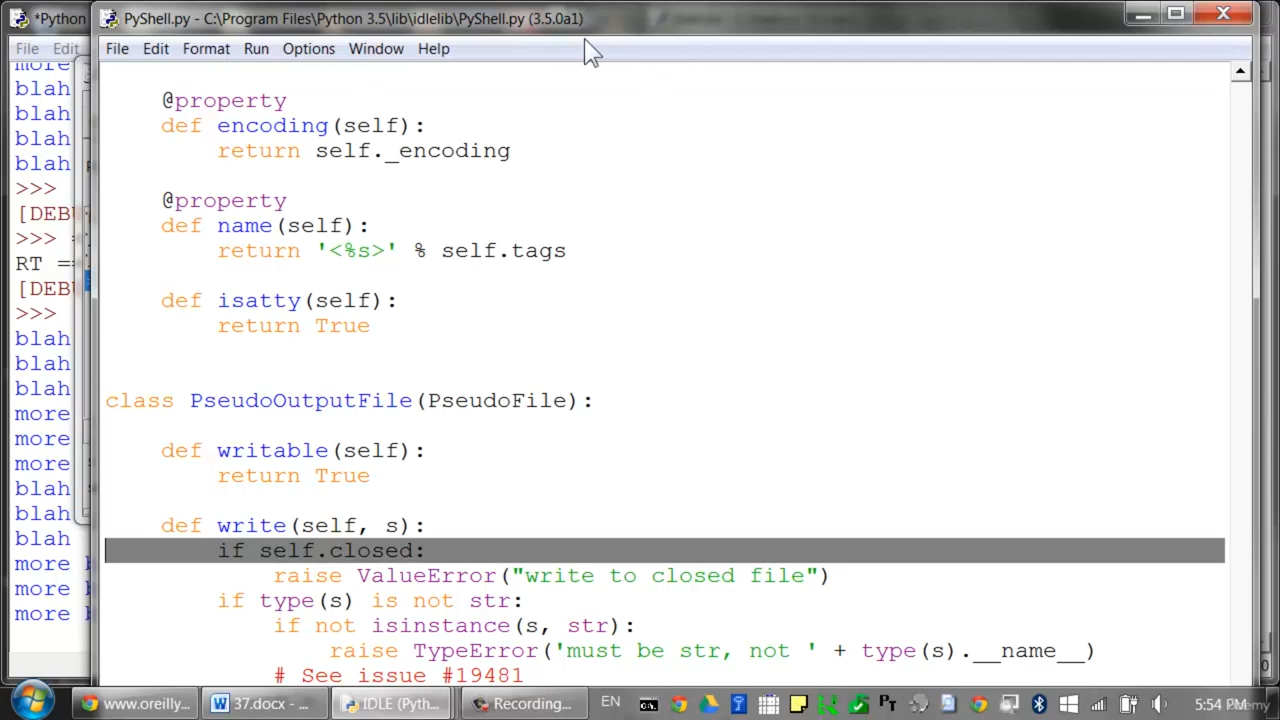 *Python
PyShell.py - C:\Program Files\Python 3.5\lib\idlelib\PyShell.py (3.5.0a1)
File Edit
File Edit Format Run Options Window Help
more
blah
blah
blah
blah
>>>
[DEBU
>>> =
RT ==
[DEBU
>>>
blah
blah
blah
more
more
more
blah
blah
blah
more b
more b
more b
@property
def encoding(self):
return self._encoding
@property
def name(self):
return '<%s>' % self.tags
def isatty(self):
return True
class PseudoOutputFile(PseudoFile):
def writable(self):
return True
def write(self, s):
if self.closed:
raise ValueError("write to closed file")
if type(s) is not str:
if not isinstance(s, str):
raise TypeError('must be str, not ' + type(s).__name__)
# See issue #19481
www.oreilly... 37.docx - ... IDLE (Pyth... Recording... EN 5:54 PM